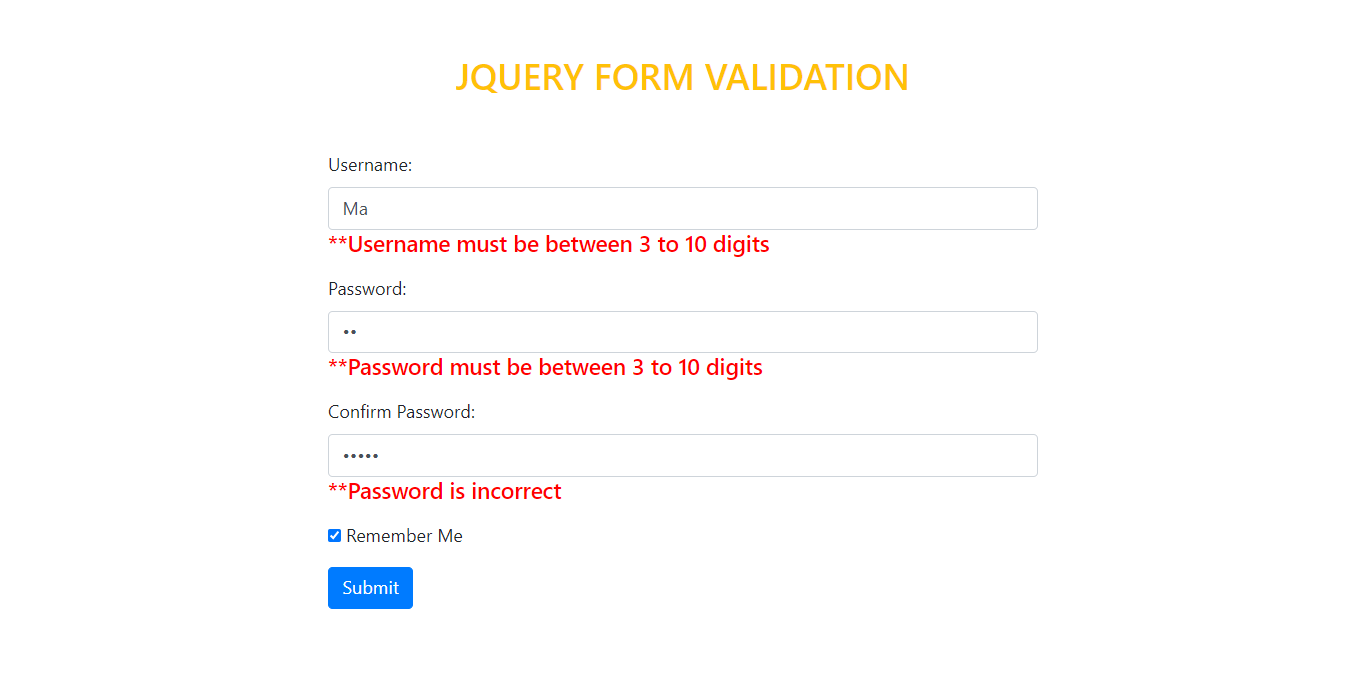 JQUERY FORM VALIDATION
Username:
Ma
**Username must be between 3 to 10 digits
Password:
••
**Password must be between 3 to 10 digits
Confirm Password:
•••••
**Password is incorrect
Remember Me
Submit